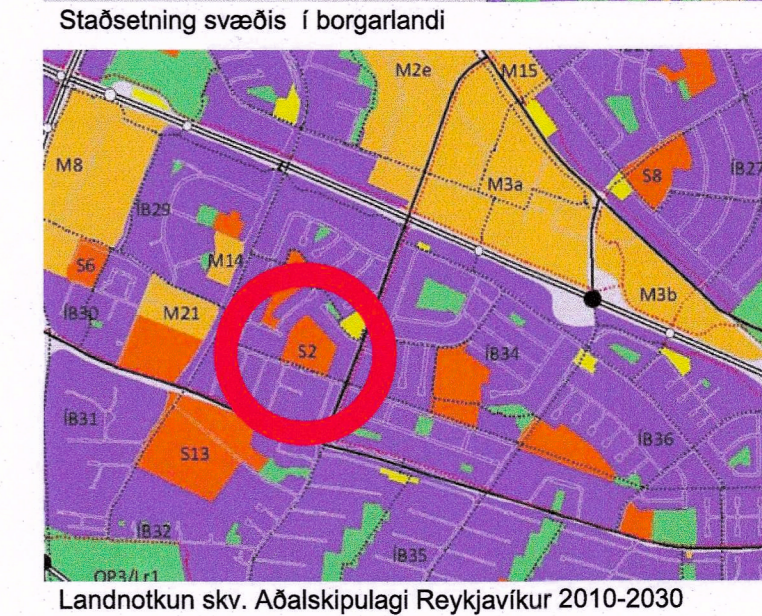 Staðsetning svæðis í borgarlandi
M2e
M15
M8
M3a
S8
ÍB27
ÍB29
S6
M14
M3b
ÍB30
M21
S2
ÍB34
ÍB31
S13
ÍB36
ÍB32
ÍB35
OP3/Lr1
Landnotkun skv. Aðalskipulagi Reykjavíkur 2010-2030